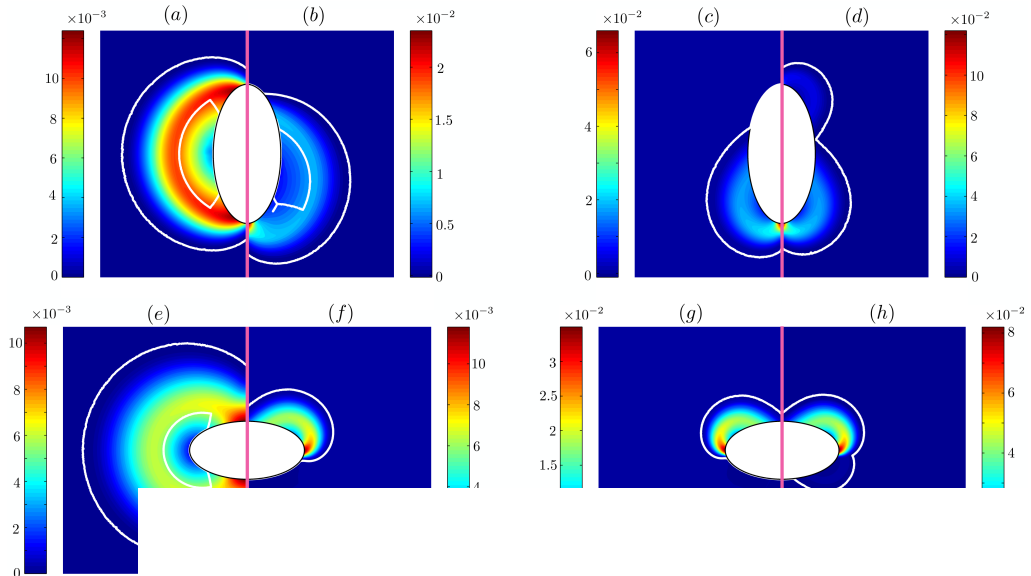 (a) (b) (c) (d)
×10⁻³ ×10⁻² ×10⁻² ×10⁻²
10 2 6 10
8 1.5 8
6 4 6
4 1 4
2 0.5 2 2
0 0 0 0
(e) (f) (g) (h)
×10⁻³ ×10⁻³ ×10⁻² ×10⁻²
10 10 3 8
8 8 2.5 6
6 6 2
4 4 1.5 4
2
0